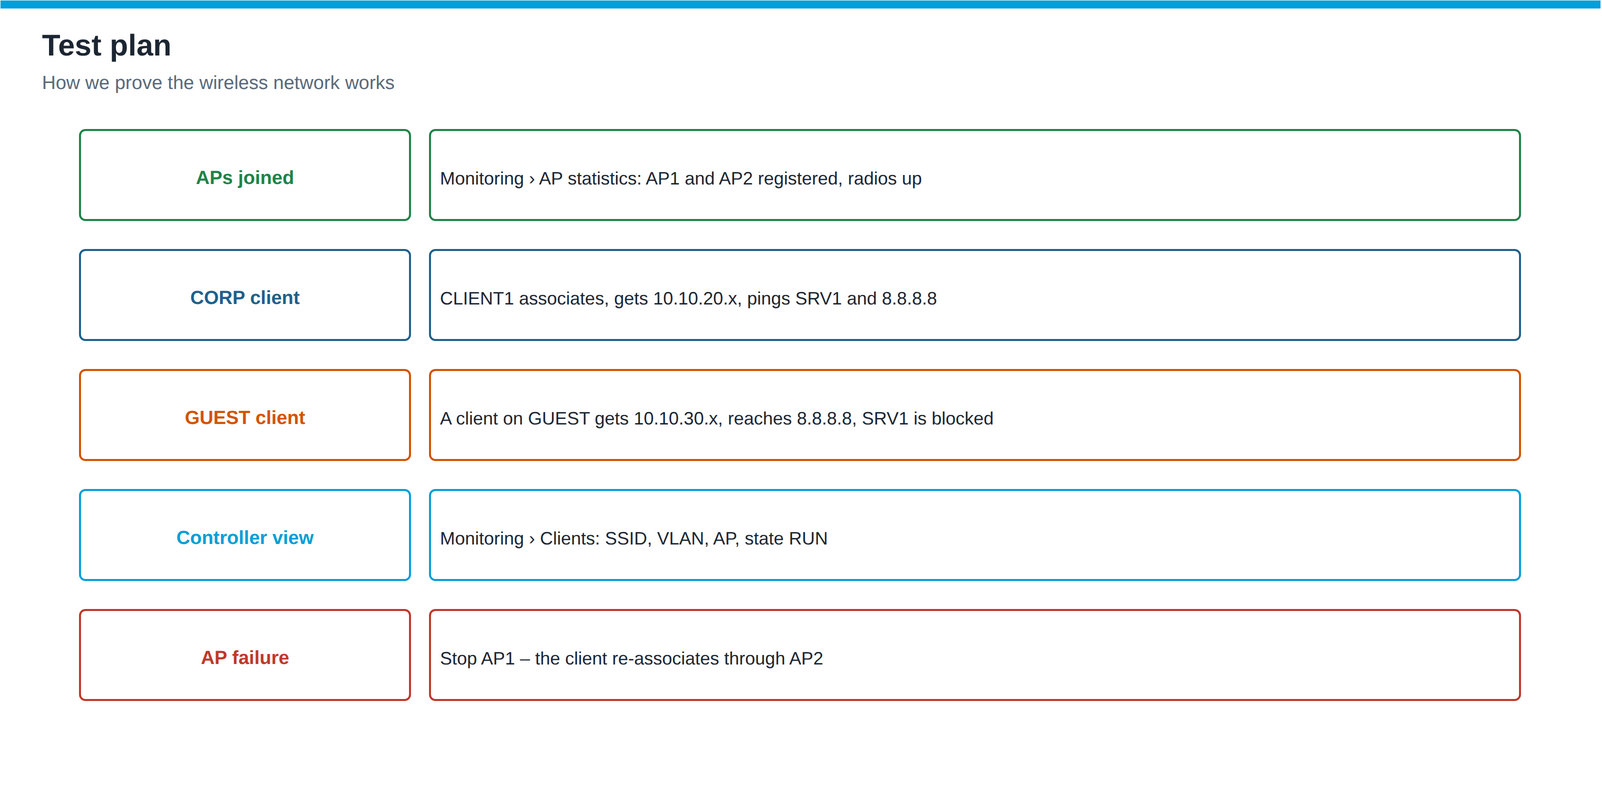 Test plan
How we prove the wireless network works
APs joined
Monitoring › AP statistics: AP1 and AP2 registered, radios up
CORP client
CLIENT1 associates, gets 10.10.20.x, pings SRV1 and 8.8.8.8
GUEST client
A client on GUEST gets 10.10.30.x, reaches 8.8.8.8, SRV1 is blocked
Controller view
Monitoring › Clients: SSID, VLAN, AP, state RUN
AP failure
Stop AP1 – the client re-associates through AP2